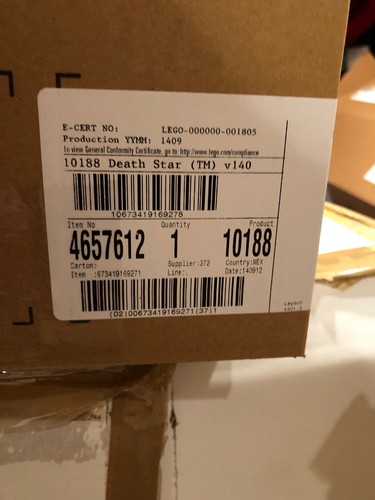 E-CERT NO: LEGO-000000-001805
Production YYMM: 1409
In view General Conformity Certificate, go to: http://www.lego.com/compliance
10188 Death Star (TM) v140
10673419169278
Item No Quantity Product
4657612 1 10188
Carton: Supplier:372 Country:MEX
Item :673419169271 Line:. Date:140912
(02)00673419169271(37)1
Layout